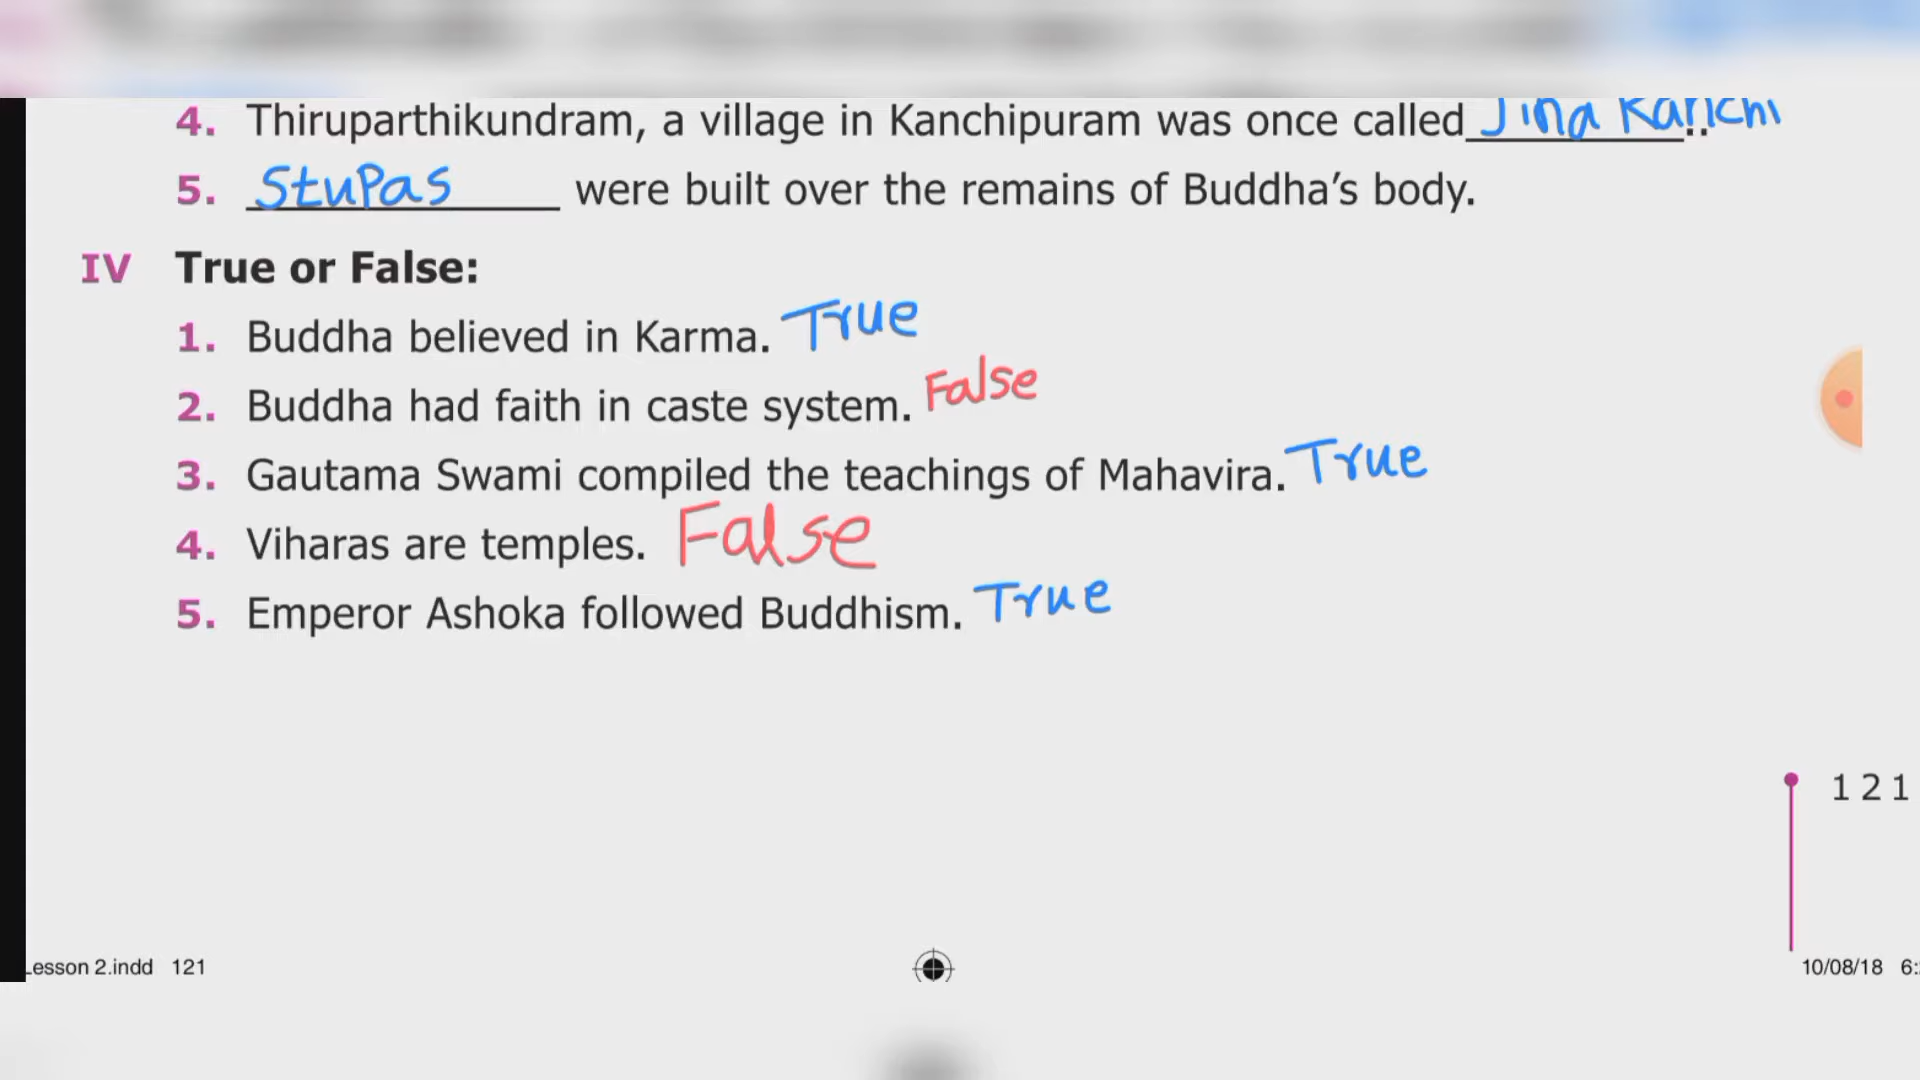 4. Thiruparthikundram, a village in Kanchipuram was once called Jina Kanchi ..
5. Stupas were built over the remains of Buddha's body.
IV True or False:
1. Buddha believed in Karma. True
2. Buddha had faith in caste system. False
3. Gautama Swami compiled the teachings of Mahavira. True
4. Viharas are temples. False
5. Emperor Ashoka followed Buddhism. True
121
Lesson 2.indd 121 10/08/18